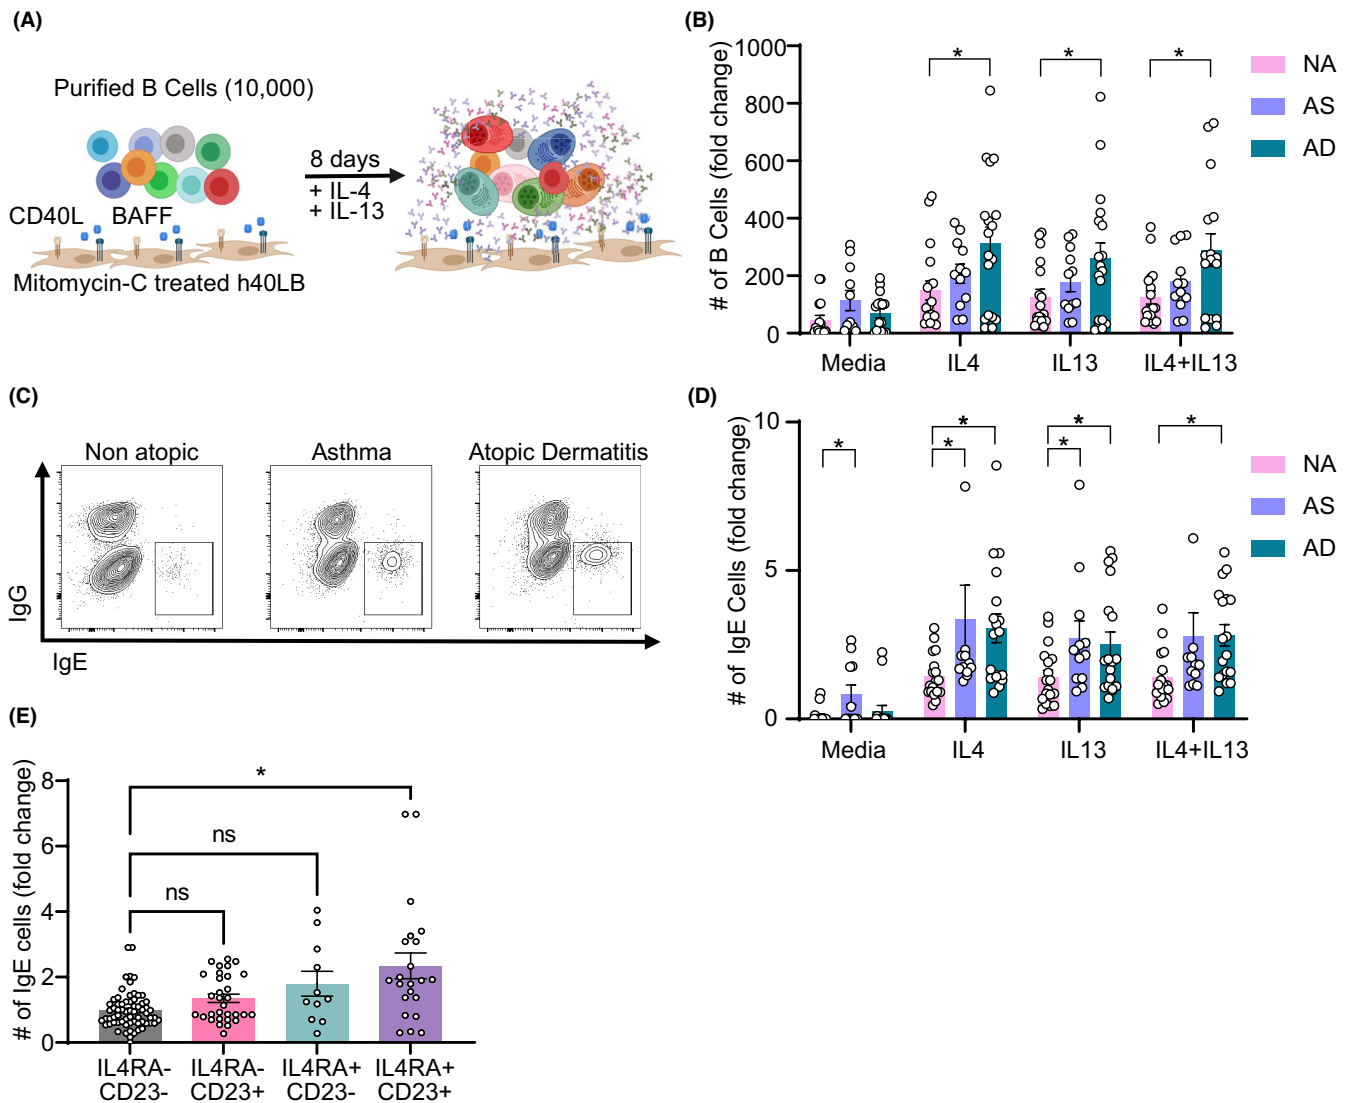 (A)
Purified B Cells (10,000)
8 days
+ IL-4
+ IL-13
CD40L BAFF
Mitomycin-C treated h40LB
(B)
# of B Cells (fold change)
1000
800
600
400
200
0
* * *
Media IL4 IL13 IL4+IL13
NA
AS
AD
(C)
Non atopic Asthma Atopic Dermatitis
IgG
IgE
(D)
# of IgE Cells (fold change)
10
5
0
* * * * * *
Media IL4 IL13 IL4+IL13
NA
AS
AD
(E)
# of IgE cells (fold change)
8
6
4
2
0
*
ns
ns
IL4RA- IL4RA- IL4RA+ IL4RA+
CD23- CD23+ CD23- CD23+